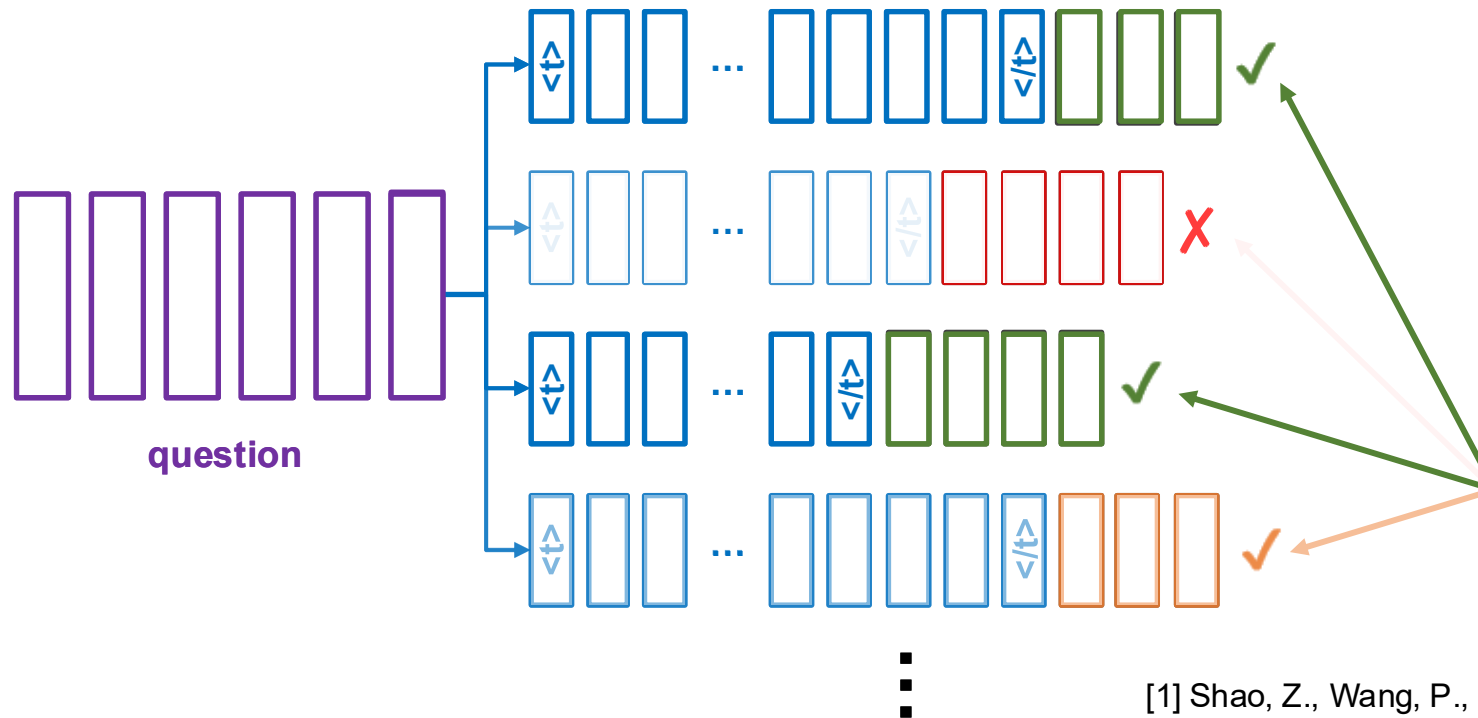 <t> ... </t>
<t> ... </t>
<t> ... </t>
question
<t> ... </t>
[1] Shao, Z., Wang, P.,